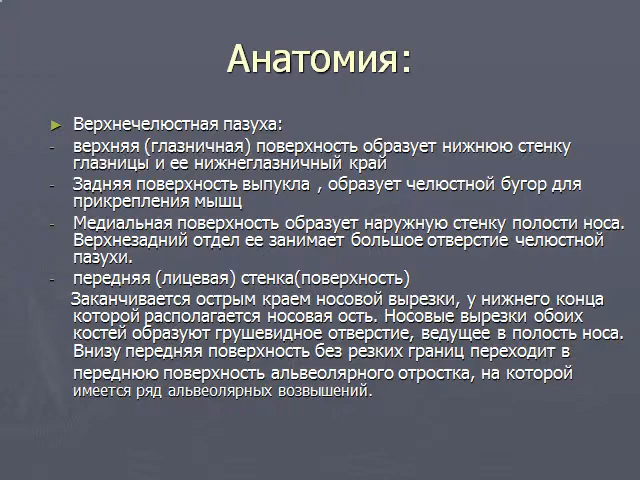 Анатомия:
► Верхнечелюстная пазуха:
- верхняя (глазничная) поверхность образует нижнюю стенку
глазницы и ее нижнеглазничный край
- Задняя поверхность выпукла , образует челюстной бугор для
прикрепления мышц
- Медиальная поверхность образует наружную стенку полости носа.
Верхнезадний отдел ее занимает большое отверстие челюстной
пазухи.
- передняя (лицевая) стенка(поверхность)
Заканчивается острым краем носовой вырезки, у нижнего конца
которой располагается носовая ость. Носовые вырезки обоих
костей образуют грушевидное отверстие, ведущее в полость носа.
Внизу передняя поверхность без резких границ переходит в
переднюю поверхность альвеолярного отростка, на которой
имеется ряд альвеолярных возвышений.